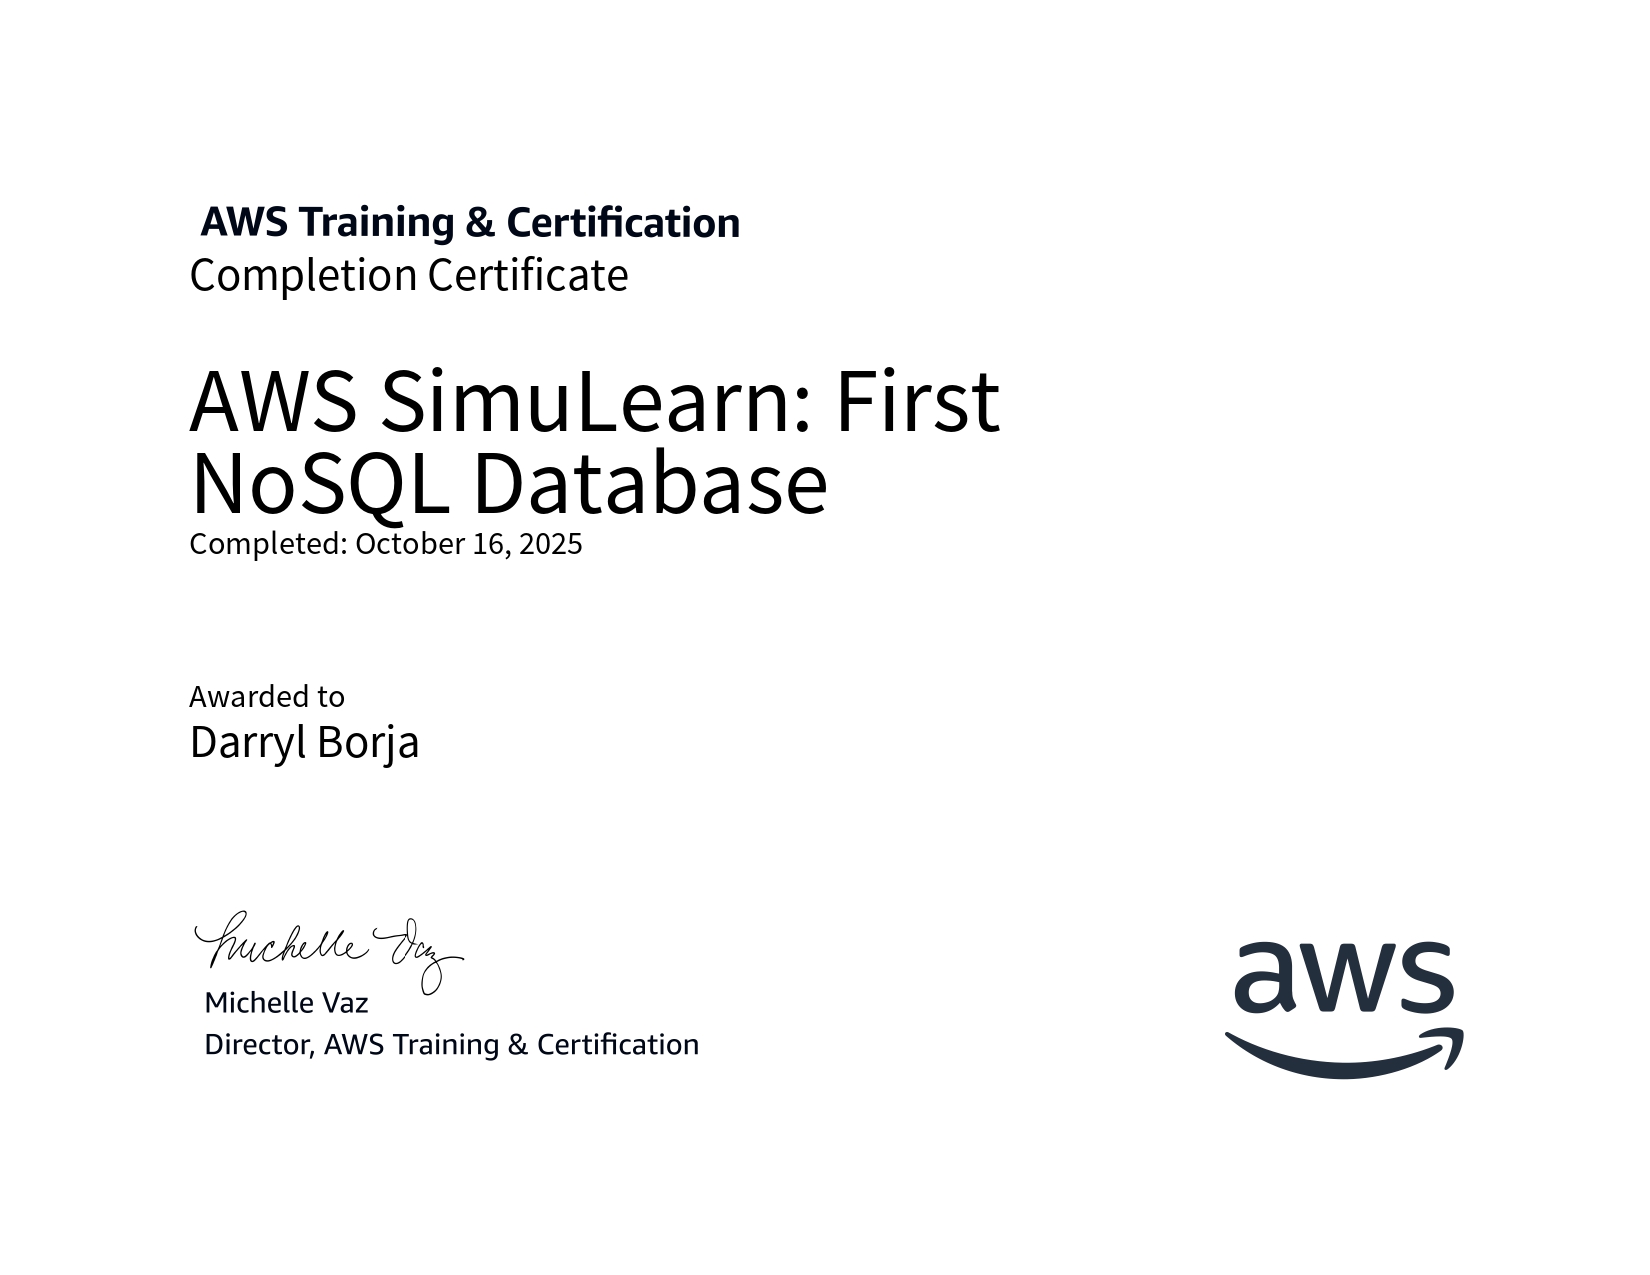 AWS Training & Certification
Completion Certificate
AWS SimuLearn: First
NoSQL Database
Completed: October 16, 2025
Awarded to
Darryl Borja
Michelle Vaz
Michelle Vaz
Director, AWS Training & Certification
aws